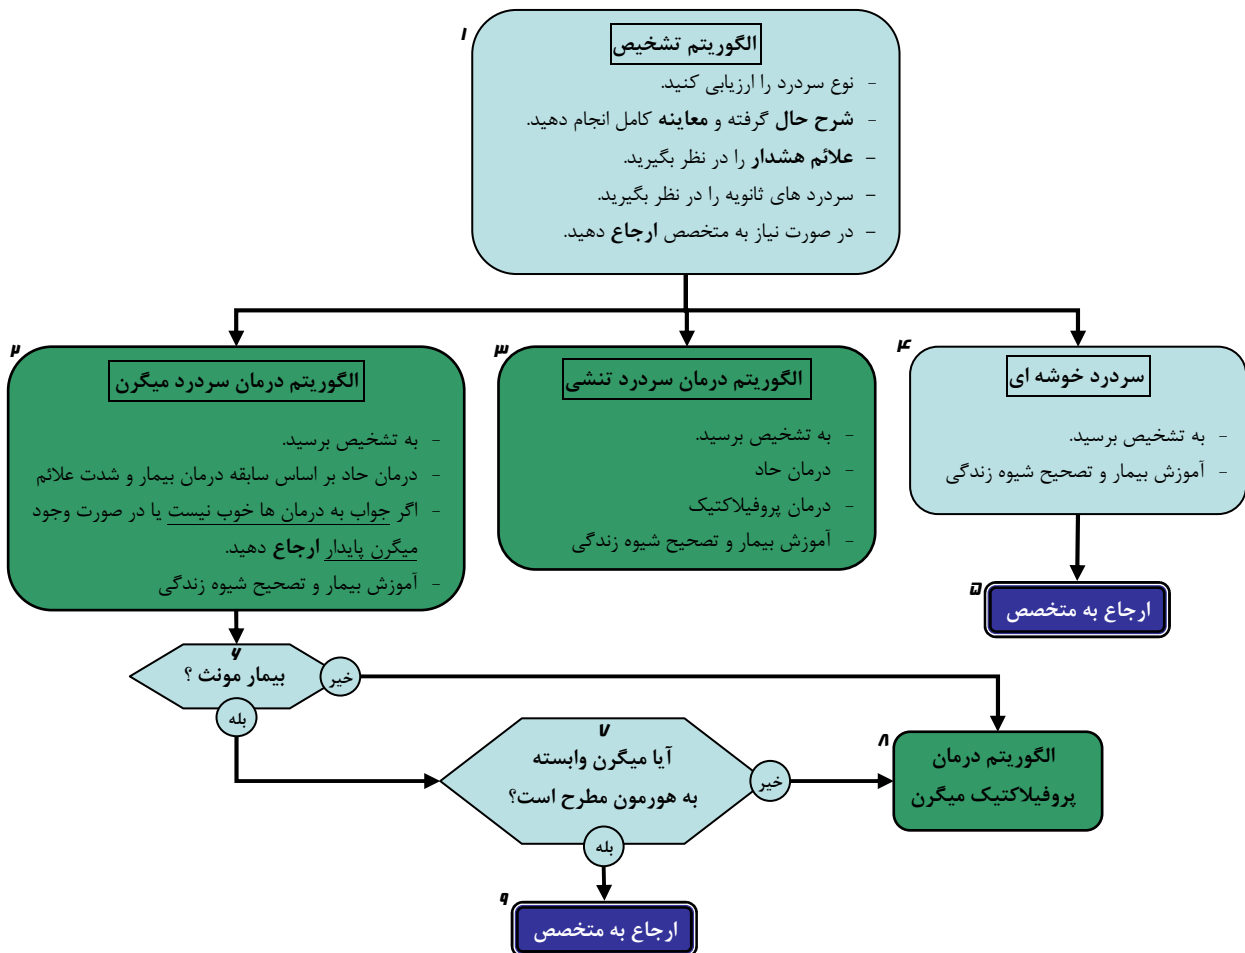 ۱
الگوریتم تشخیص
- نوع سردرد را ارزیابی کنید.
- شرح حال گرفته و معاینه کامل انجام دهید.
- علائم هشدار را در نظر بگیرید.
- سردرد های ثانویه را در نظر بگیرید.
- در صورت نیاز به متخصص ارجاع دهید.
۲
الگوریتم درمان سردرد میگرن
- به تشخیص برسید.
- درمان حاد بر اساس سابقه درمان بیمار و شدت علائم
- اگر جواب به درمان ها خوب نیست یا در صورت وجود
میگرن پایدار ارجاع دهید.
- آموزش بیمار و تصحیح شیوه زندگی
۳
الگوریتم درمان سردرد تنشی
- به تشخیص برسید.
- درمان حاد
- درمان پروفیلاکتیک
- آموزش بیمار و تصحیح شیوه زندگی
۴
سردرد خوشه ای
- به تشخیص برسید.
- آموزش بیمار و تصحیح شیوه زندگی
۵
ارجاع به متخصص
۶
بیمار مونث ؟
خیر
بله
۷
آیا میگرن وابسته
به هورمون مطرح است؟
خیر
بله
۸
الگوریتم درمان
پروفیلاکتیک میگرن
۹
ارجاع به متخصص